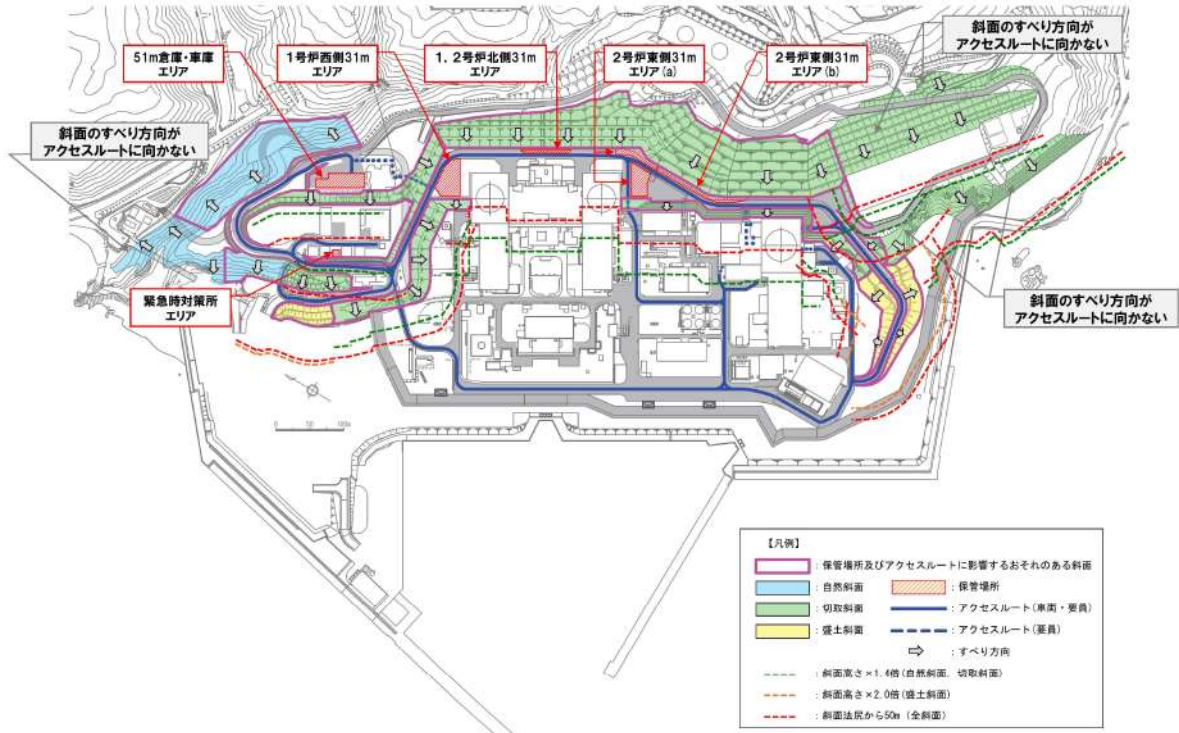 斜面のすべり方向が
アクセスルートに向かない
51m倉庫・車庫
エリア
1号炉西側31m
エリア
1.2号炉北側31m
エリア
2号炉東側31m
エリア(a)
2号炉東側31m
エリア(b)
斜面のすべり方向が
アクセスルートに向かない
緊急時対策所
エリア
斜面のすべり方向が
アクセスルートに向かない
【凡例】
：保管場所及びアクセスルートに影響するおそれのある斜面
：自然斜面
：保管場所
：切取斜面
：アクセスルート(車両・要員)
：盛土斜面
：アクセスルート(要員)
：すべり方向
：斜面高さ×1.4倍(自然斜面、切取斜面)
：斜面高さ×2.0倍(盛土斜面)
：斜面法尻から50m (全斜面)